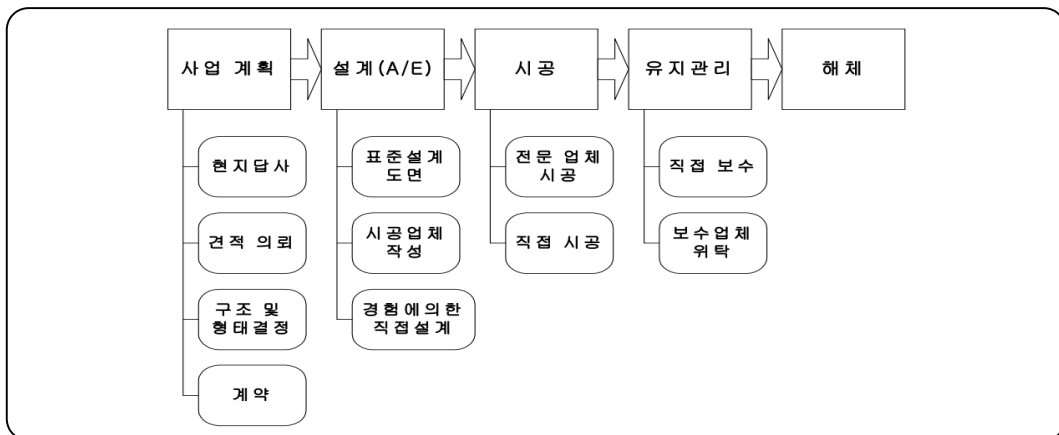 사업 계획
설계(A/E)
시공
유지관리
해체
현지답사
견적 의뢰
구조 및
형태결정
계약
표준설계
도면
시공업체
작성
경험에의한
직접설계
전문 업체
시공
직접 시공
직접 보수
보수업체
위탁